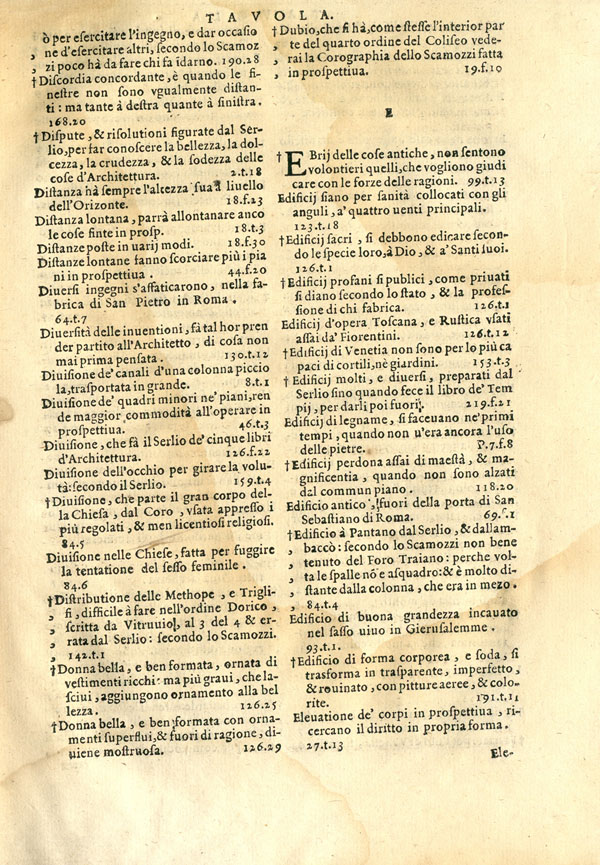 TAVOLA.
ò per esercitare l'ingegno, e dar occasio
, ne d'esercitare altri, secondo lo Scamoz
, zi poco hà da fare chi fa idarno. 190.28
†Discordia concordante, è quando le fi-
nestre non sono vgualmente distan-
ti: ma tante à destra quante à sinistra.
168.20
†Dispute, & risolutioni figurate dal Ser-
lio, per far conoscere la bellezza, la dol-
cezza, la crudezza, & la sodezza delle
cose d'Architettura. 2.t.18
Distanza hà sempre l'altezza sua à liuello
dell'Orizonte. 18.f.23
Distanza lontana, parrà allontanare anco
le cose finte in prosp. 18.t.3
Distanze poste in uarij modi. 18.f.30
Distanze lontane fanno scorciare più i pia
ni in prospettiua. 44.f.20
Diuersi ingegni s'affaticarono, nella fa-
brica di San Pietro in Roma.
64.t.7
Diuersità delle inuentioni, fà tal hor pren
der partito all'Architetto, di cosa non
mai prima pensata. 130.t.12
Diuisione de' canali d'una colonna piccio
la, trasportata in grande. 8.t.1
Diuisione de' quadri minori ne' piani, ren
de maggior commodità all'operare in
prospettiua. 46.t.3
Diuisione, che fà il Serlio de' cinque libri
d'Architettura. 126.f.22
Diuisione dell'occhio per girare la volu-
tà: secondo il Serlio. 159.t.4
†Diuisione, che parte il gran corpo del-
la Chiesa, dal Coro, vsata appresso i
più regolati, & men licentiosi religiosi.
84.5
Diuisione nelle Chiese, fatta per fuggire
la tentatione del sesso feminile.
84.6
†Distributione delle Methope, e Trigli-
, fi, difficile à fare nell'ordine Dorico,
, scritta da Vitruuio, al 3 del 4 & er-
, rata dal Serlio: secondo lo Scamozzi.
, 142.t.1
†Donna bella, e ben formata, ornata di
vestimenti ricchi: ma più graui, che la-
sciui, aggiungono ornamento alla bel
lezza. 126.25
†Donna bella, e ben formata con orna-
menti superflui, & fuori di ragione, di-
uiene mostruosa. 126.29
†Dubio, che si hà, come stesse l'interior par
te del quarto ordine del Coliseo vede-
rai la Corographia dello Scamozzi fatta
in prospettiua. 19.f.10
E
†EBrij delle cose antiche, non sentono
volontieri quelli, che vogliono giudi
care con le forze delle ragioni. 99.t.13
Edificij siano per sanità collocati con gli
anguli, a' quattro uenti principali.
123.t.18
†Edificij sacri, si debbono edicare secon-
do le specie loro, à Dio, & a' Santi suoi.
126.t.1
†Edificij profani si publici, come priuati
si diano secondo lo stato, & la profes-
sione di chi fabrica. 126.t.1
Edificij d'opera Toscana, e Rustica vsati
assai da' Fiorentini. 126.t.12
†Edificij di Venetia non sono per lo più ca
paci di cortili, nè giardini. 153.t.3
†Edificij molti, e diuersi, preparati dal
Serlio sino quando fece il libro de' Tem
pij, per darli poi fuori. 219.f.21
Edificij di legname, si faceuano ne' primi
tempi, quando non u'era ancora l'uso
delle pietre. P.7.f.8
†Edificij perdona assai di maestà, & ma-
gnificentia, quando non sono alzati
dal commun piano. 118.20
Edificio antico, fuori della porta di San
Sebastiano di Roma. 69.f.1
†Edificio à Pantano dal Serlio, & dallam-
, baccò: secondo lo Scamozzi non bene
, tenuto del Foro Traiano: perche vol-
, ta le spalle nō e asquadro: & è molto di-
, stante dalla colonna, che era in mezo.
, 84.t.4
Edificio di buona grandezza incauato
nel sasso uiuo in Gierusalemme.
93.t.1.
†Edificio di forma corporea, e soda, si
trasforma in trasparente, imperfetto,
& rouinato, con pitture aeree, & colo-
rite. 191.t.11
Eleuatione de' corpi in prospettiua, ri-
cercano il diritto in propria forma.
27.t.13
Ele-